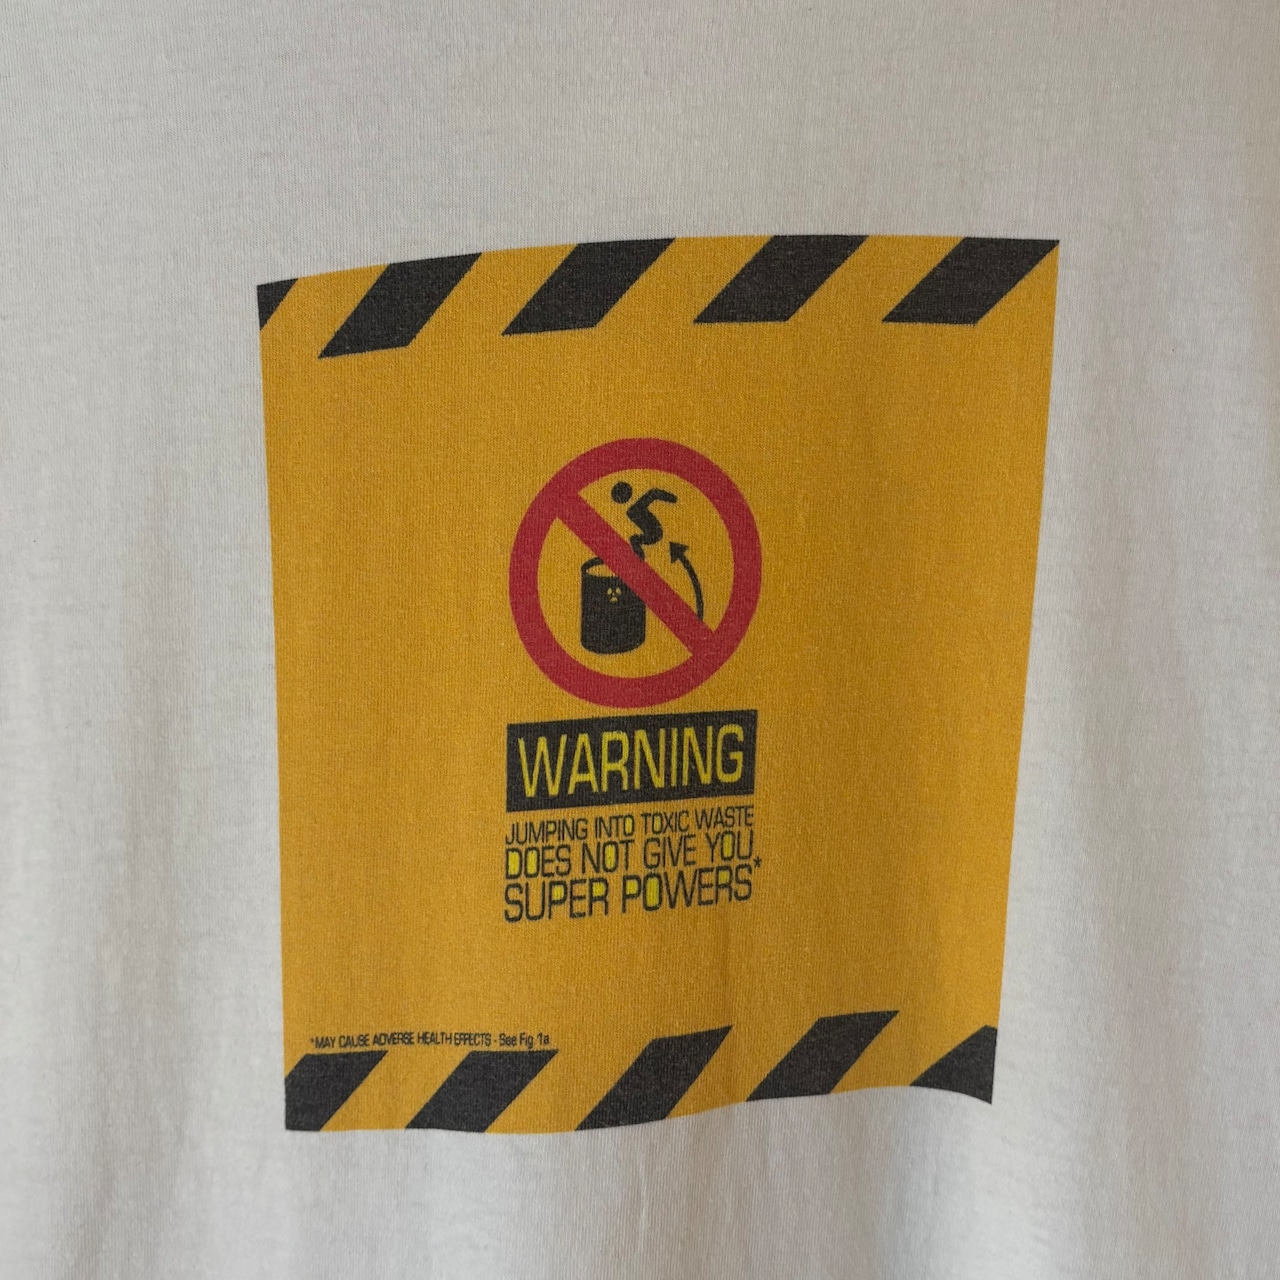 WARNING
JUMPING INTO TOXIC WASTE
DOES NOT GIVE YOU
SUPER POWERS*
*MAY CAUSE ADVERSE HEALTH EFFECTS - See Fig 1a